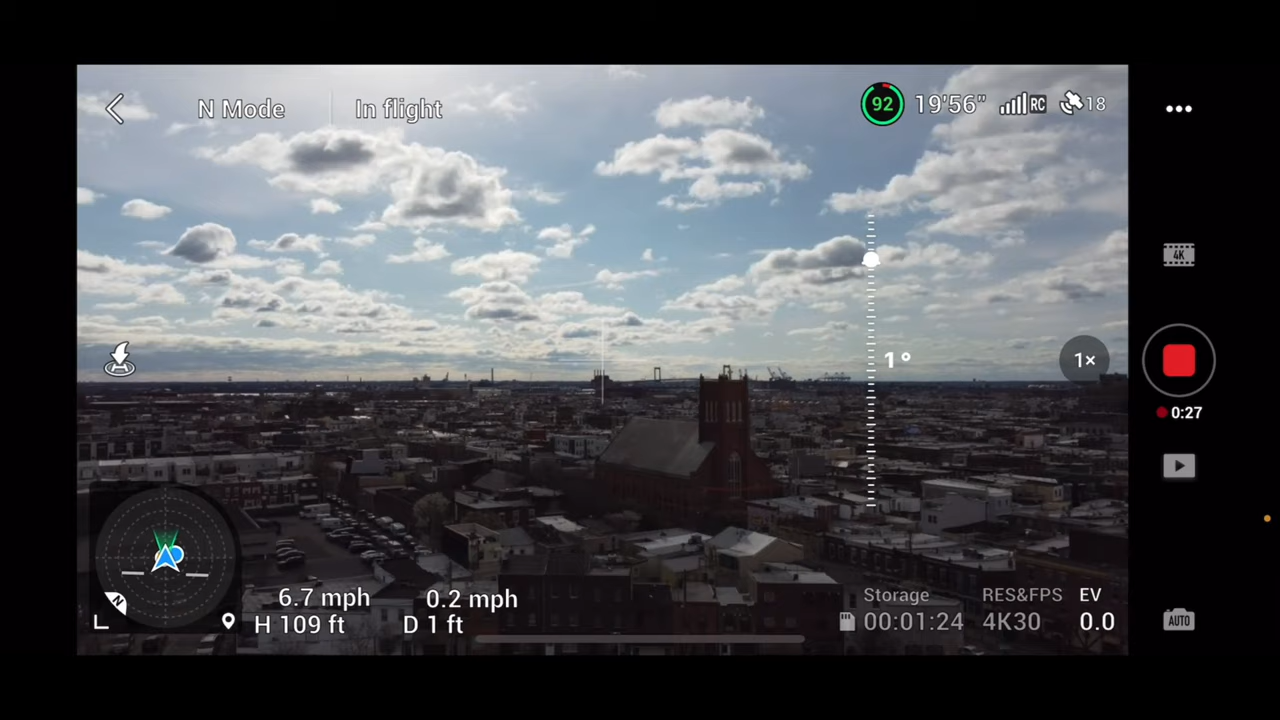 N Mode In flight 92 19'56" RC 18
4K
1° 1×
0:27
N
6.7 mph 0.2 mph
H 109 ft D 1 ft
Storage RES&FPS EV
00:01:24 4K30 0.0
AUTO